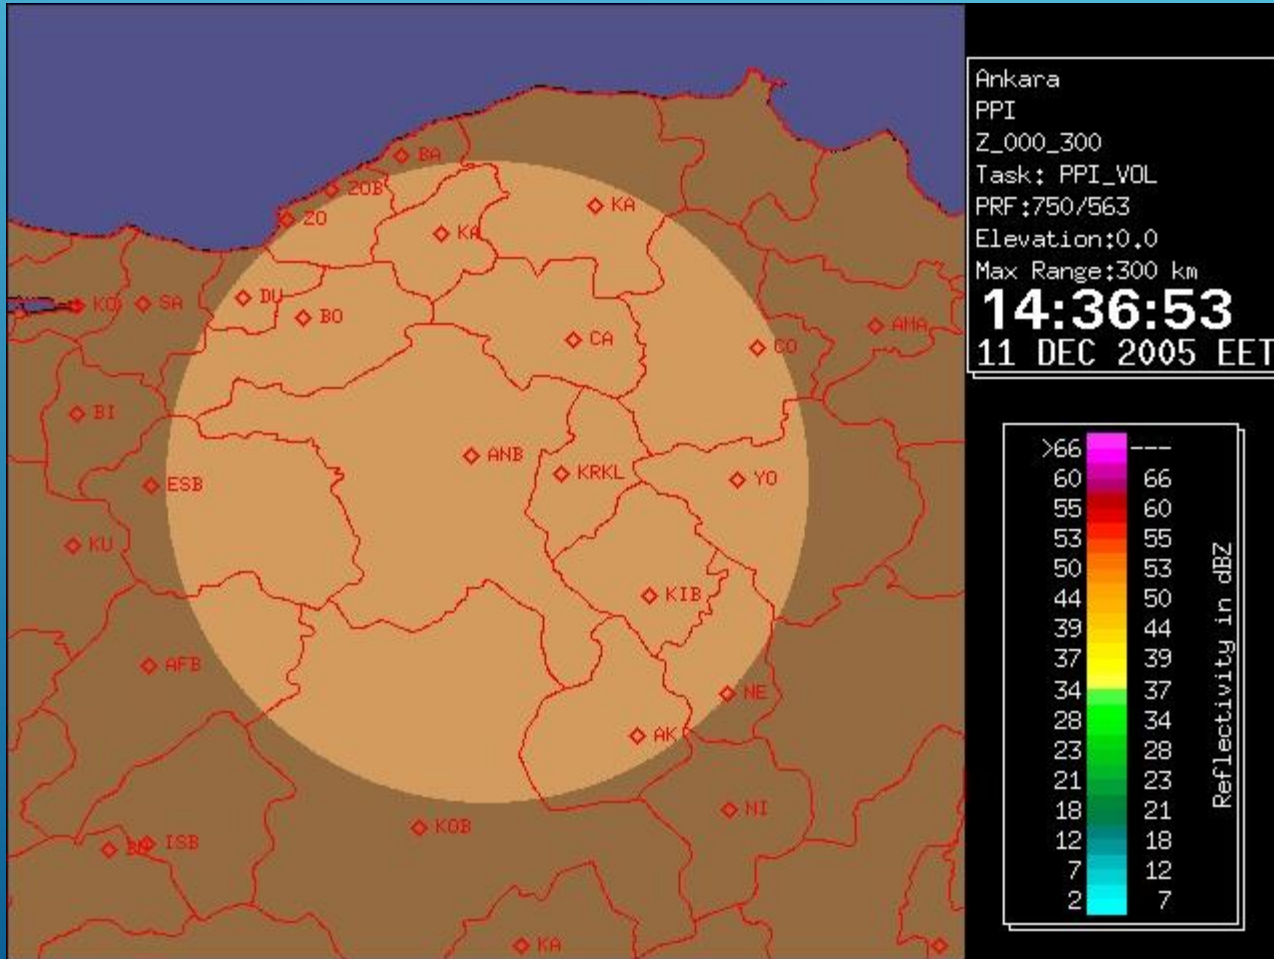 Ankara
PPI
Z_000_300
Task: PPI_VOL
PRF:750/563
Elevation:0.0
Max Range:300 km
14:36:53
11 DEC 2005 EET
BA
ZOB
ZO
KA
KA
KO
SA
DU
BO
CA
CO
AMA
BI
ANB
KRKL
YO
ESB
KU
KIB
AFB
NE
AK
NI
KOB
ISB
KA
>66 ---
60 66
55 60
53 55
50 53
44 50
39 44
37 39
34 37
28 34
23 28
21 23
18 21
12 18
7 12
2 7
Reflectivity in dBZ